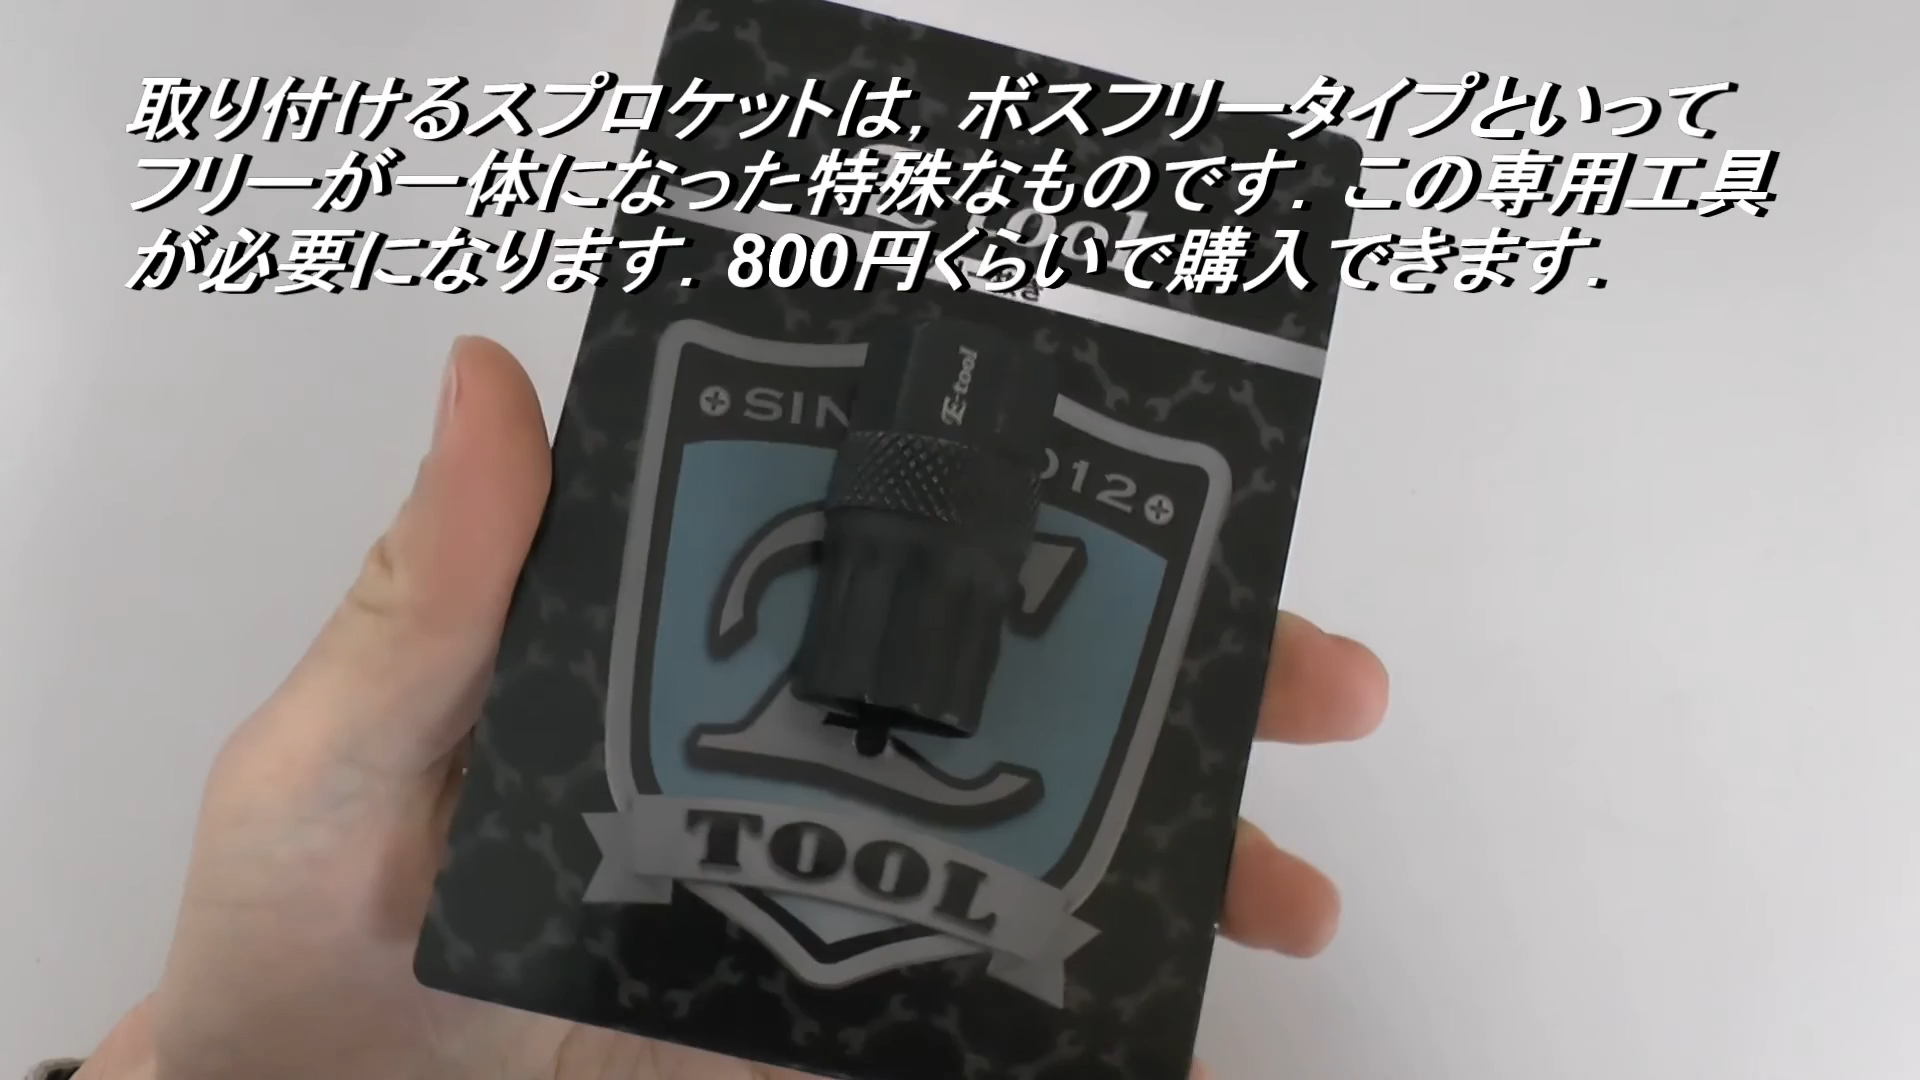 取り付けるスプロケットは, ボスフリータイプといって
フリーが一体になった特殊なものです. この専用工具
が必要になります. 800円くらいで購入できます.
E-tool
TOOL